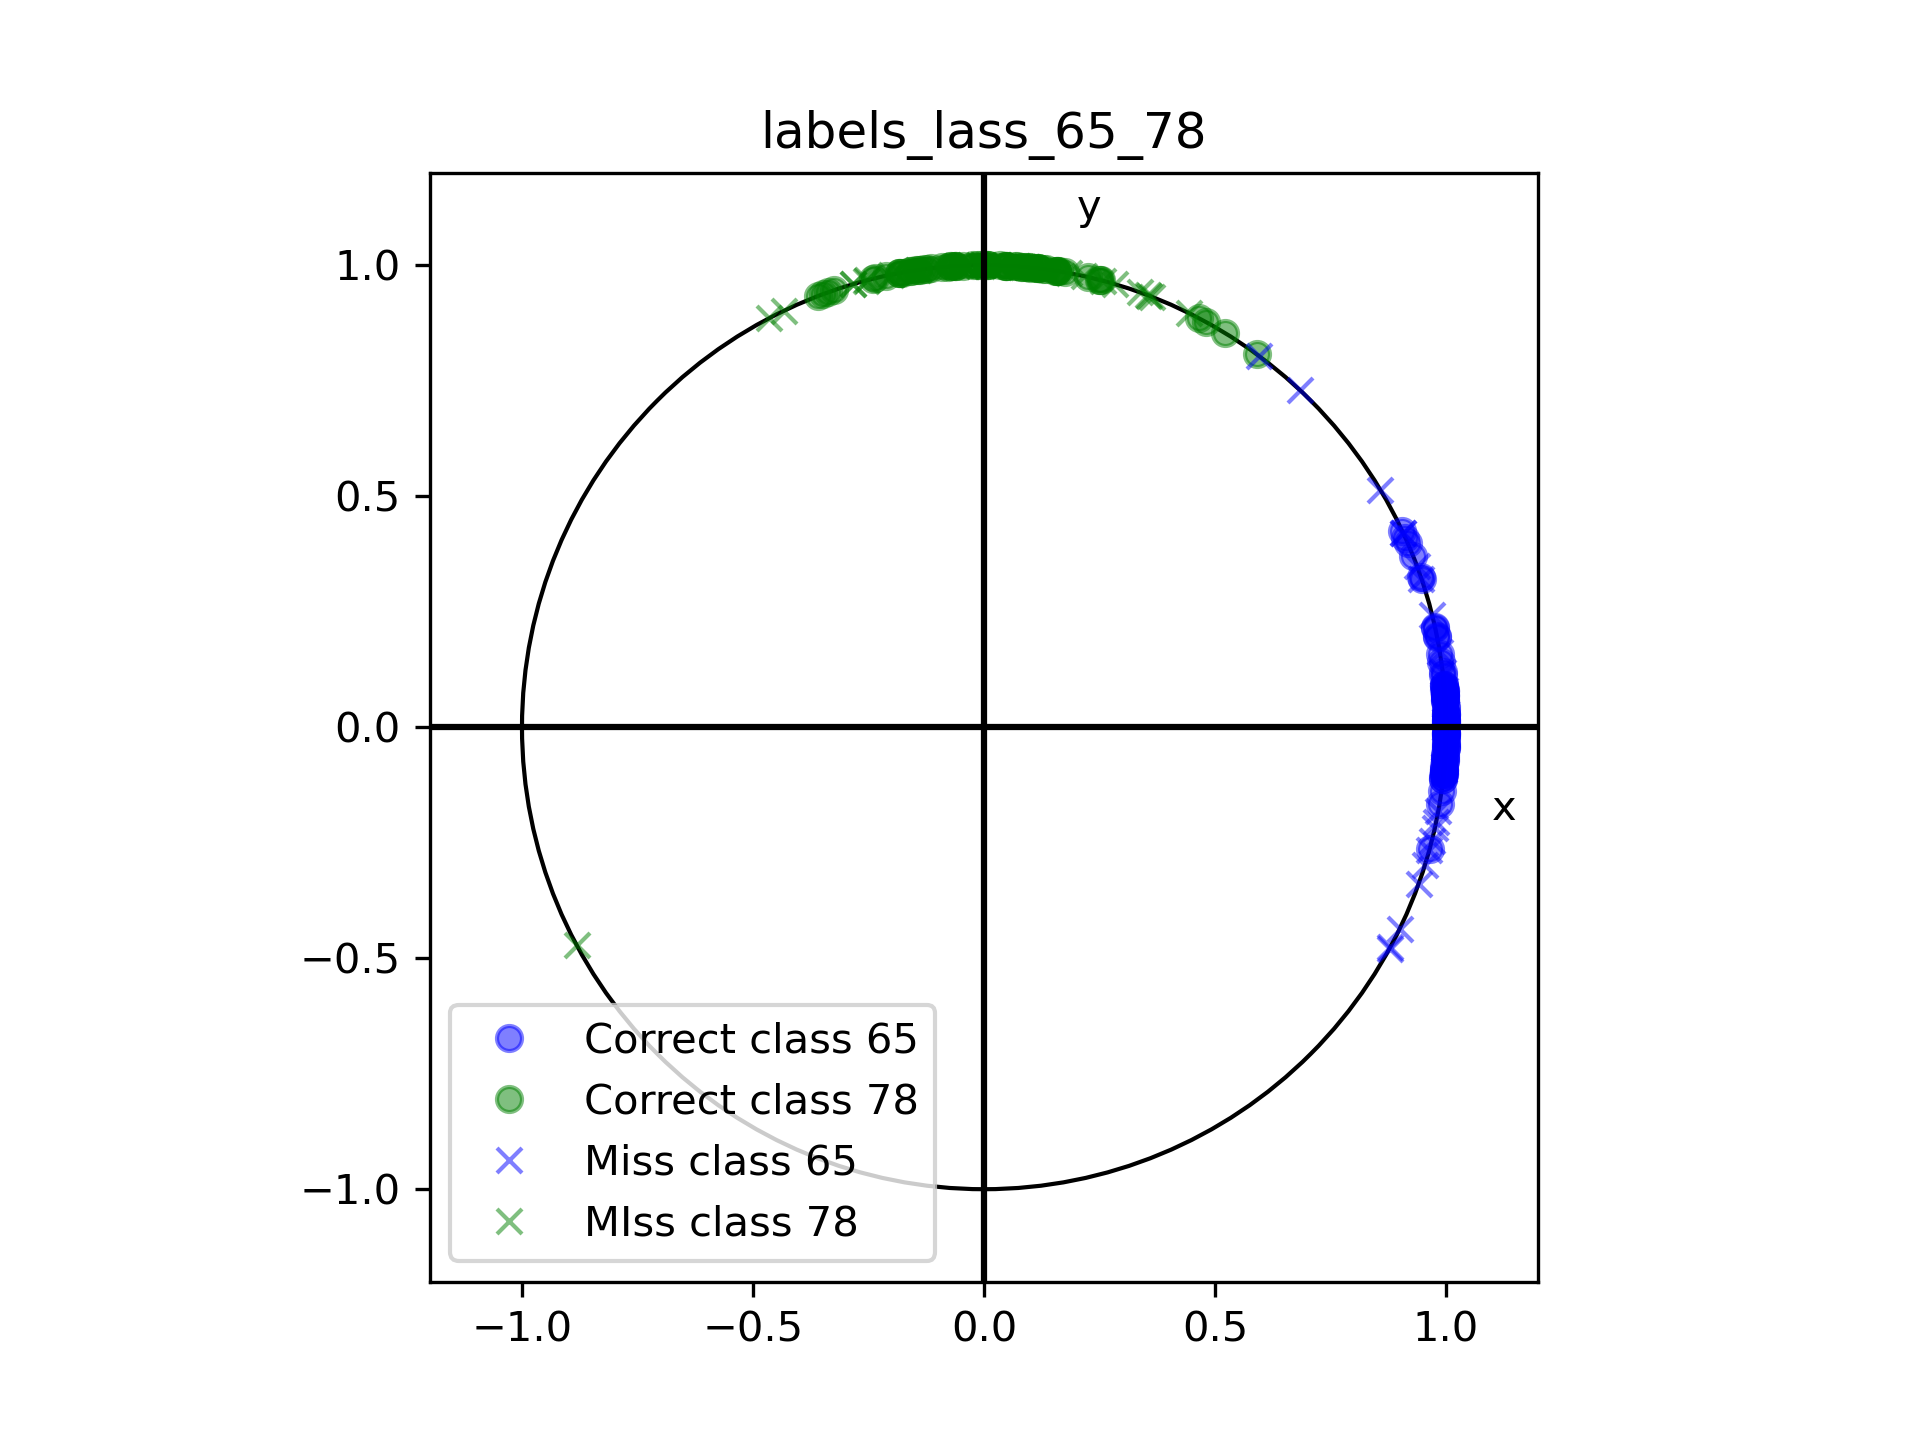 labels_lass_65_78
y
1.0
0.5
0.0
x
−0.5
−1.0
Correct class 65
Correct class 78
Miss class 65
MIss class 78
−1.0 −0.5 0.0 0.5 1.0